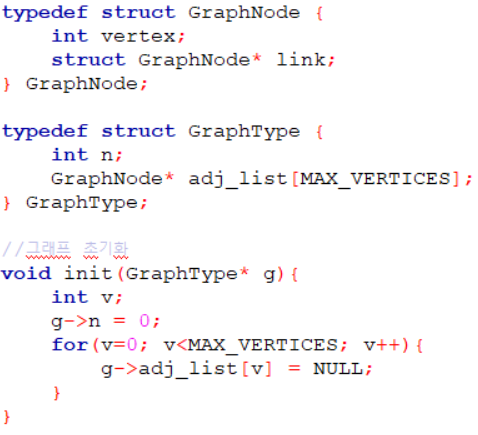 typedef struct GraphNode {
    int vertex;
    struct GraphNode* link;
} GraphNode;

typedef struct GraphType {
    int n;
    GraphNode* adj_list[MAX_VERTICES];
} GraphType;

//그래프 초기화
void init(GraphType* g){
    int v;
    g->n = 0;
    for(v=0; v<MAX_VERTICES; v++){
        g->adj_list[v] = NULL;
    }
}